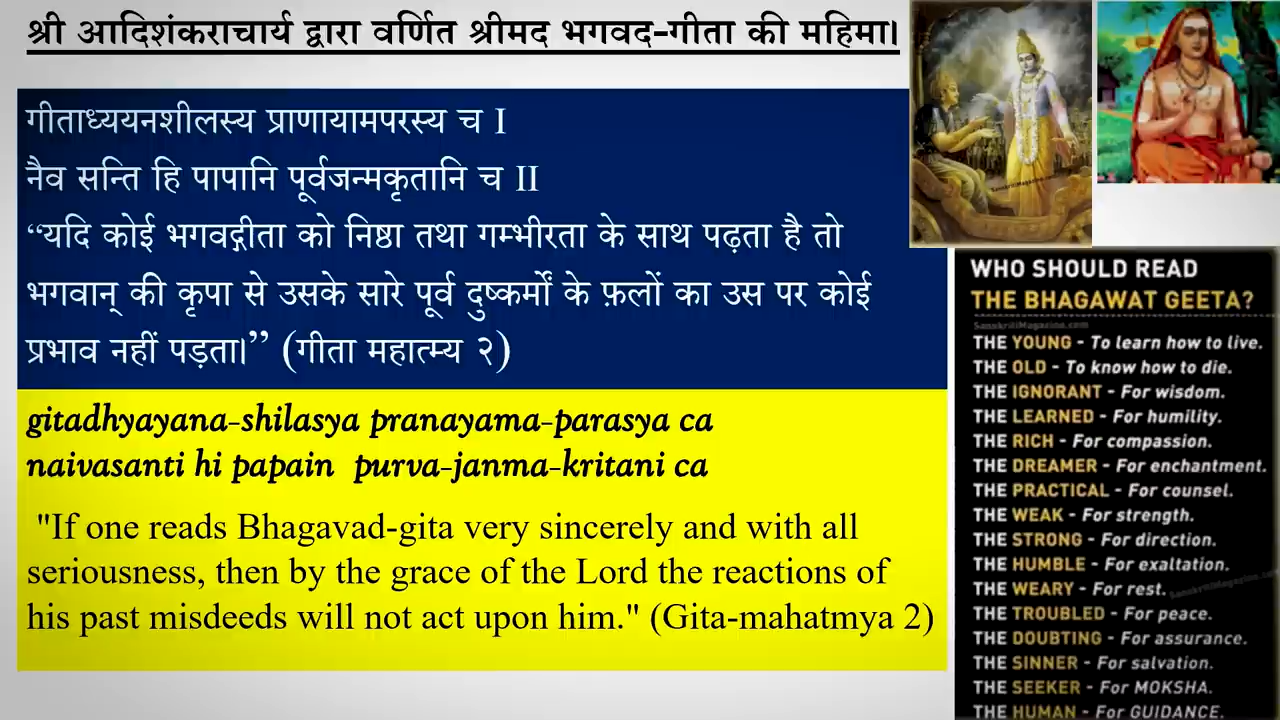 श्री आदिशंकराचार्य द्वारा वर्णित श्रीमद भगवद-गीता की महिमा।
गीताध्ययनशीलस्य प्राणायामपरस्य च I
नैव सन्ति हि पापानि पूर्वजन्मकृतानि च II
“यदि कोई भगवद्गीता को निष्ठा तथा गम्भीरता के साथ पढ़ता है तो
भगवान् की कृपा से उसके सारे पूर्व दुष्कर्मों के फ़लों का उस पर कोई
प्रभाव नहीं पड़ता।” (गीता महात्म्य २)
gitadhyayana-shilasya pranayama-parasya ca
naivasanti hi papain purva-janma-kritani ca
"If one reads Bhagavad-gita very sincerely and with all
seriousness, then by the grace of the Lord the reactions of
his past misdeeds will not act upon him." (Gita-mahatmya 2)
SanskritiMagazine.com
WHO SHOULD READ
THE BHAGAWAT GEETA?
SanskritiMagazine.com
THE YOUNG - To learn how to live.
THE OLD - To know how to die.
THE IGNORANT - For wisdom.
THE LEARNED - For humility.
THE RICH - For compassion.
THE DREAMER - For enchantment.
THE PRACTICAL - For counsel.
THE WEAK - For strength.
THE STRONG - For direction.
THE HUMBLE - For exaltation.
THE WEARY - For rest.
SanskritiMagazine.com
THE TROUBLED - For peace.
THE DOUBTING - For assurance.
THE SINNER - For salvation.
THE SEEKER - For MOKSHA.
THE HUMAN - For GUIDANCE.